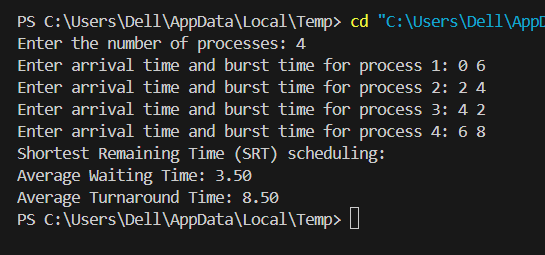 PS C:\Users\Dell\AppData\Local\Temp> cd "C:\Users\Dell\AppD
Enter the number of processes: 4
Enter arrival time and burst time for process 1: 0 6
Enter arrival time and burst time for process 2: 2 4
Enter arrival time and burst time for process 3: 4 2
Enter arrival time and burst time for process 4: 6 8
Shortest Remaining Time (SRT) scheduling:
Average Waiting Time: 3.50
Average Turnaround Time: 8.50
PS C:\Users\Dell\AppData\Local\Temp>